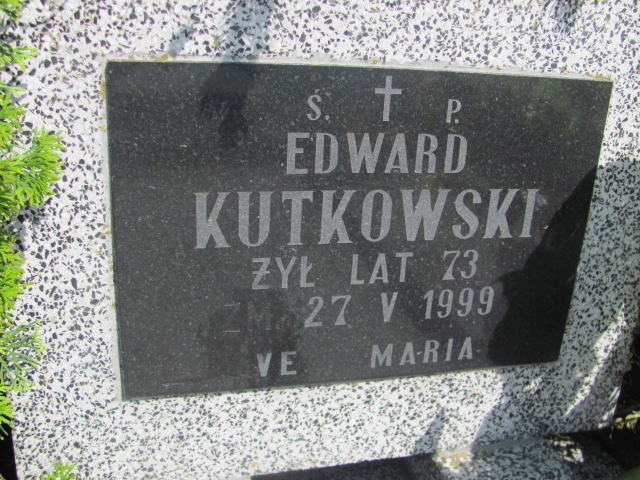 Ś. P.
EDWARD
KUTKOWSKI
ŻYŁ LAT 73
ZM. 27 V 1999
VE MARIA